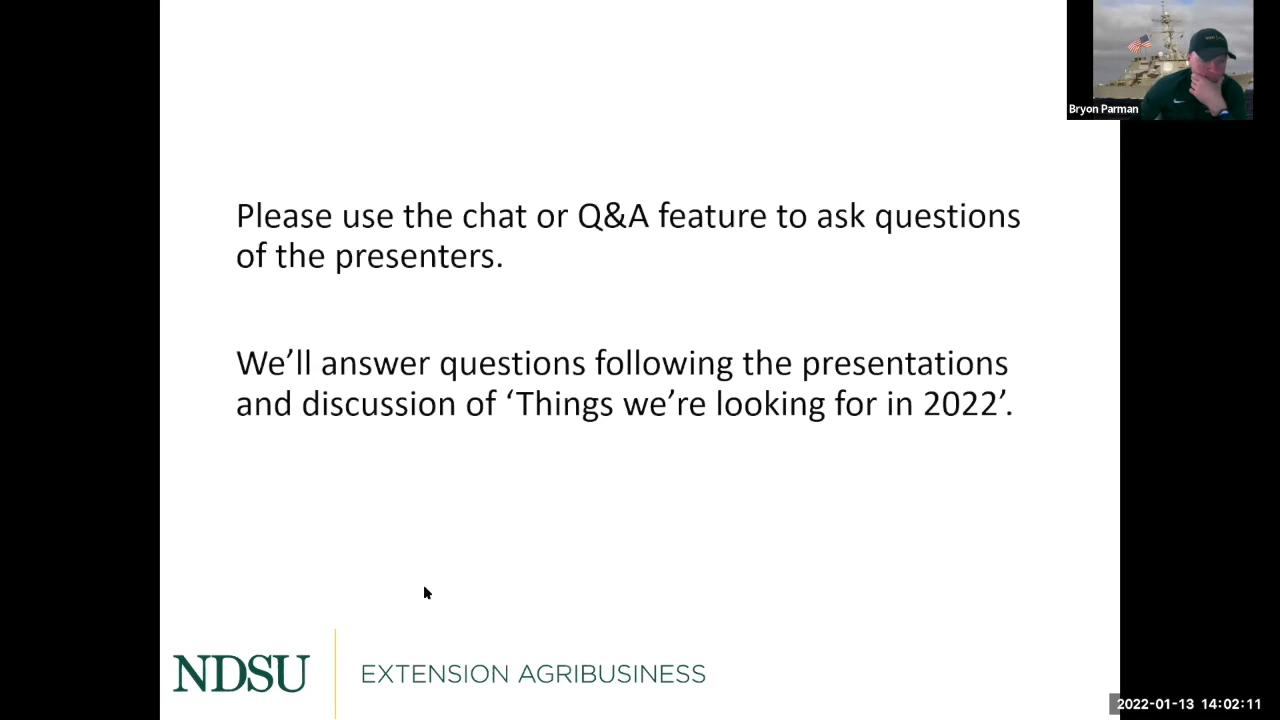 Bryon Parman
Please use the chat or Q&A feature to ask questions
of the presenters.
We’ll answer questions following the presentations
and discussion of ‘Things we’re looking for in 2022’.
NDSU
EXTENSION AGRIBUSINESS
2022-01-13 14:02:11